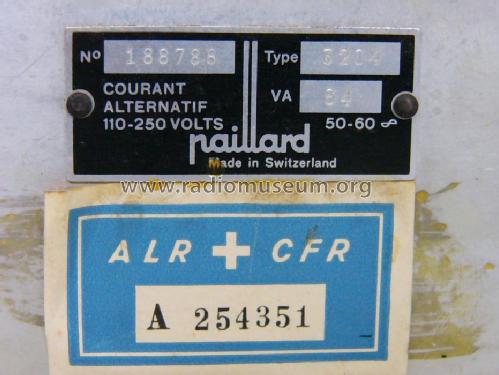 No 188788 Type 3204
COURANT
ALTERNATIF
110-250 VOLTS
VA 84
50-60 ∾
paillard
Made in Switzerland
www.radiomuseum.org
ALR + CFR
A 254351